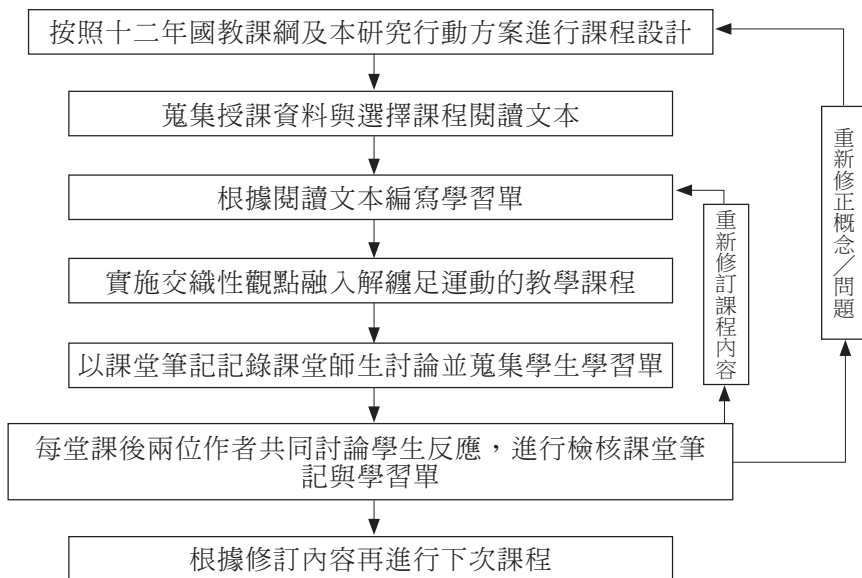 按照十二年國教課綱及本研究行動方案進行課程設計
蒐集授課資料與選擇課程閱讀文本
根據閱讀文本編寫學習單
實施交織性觀點融入解纏足運動的教學課程
以課堂筆記記錄課堂師生討論並蒐集學生學習單
每堂課後兩位作者共同討論學生反應，進行檢核課堂筆
記與學習單
根據修訂內容再進行下次課程
重新修訂課程內容
重新修正概念／問題